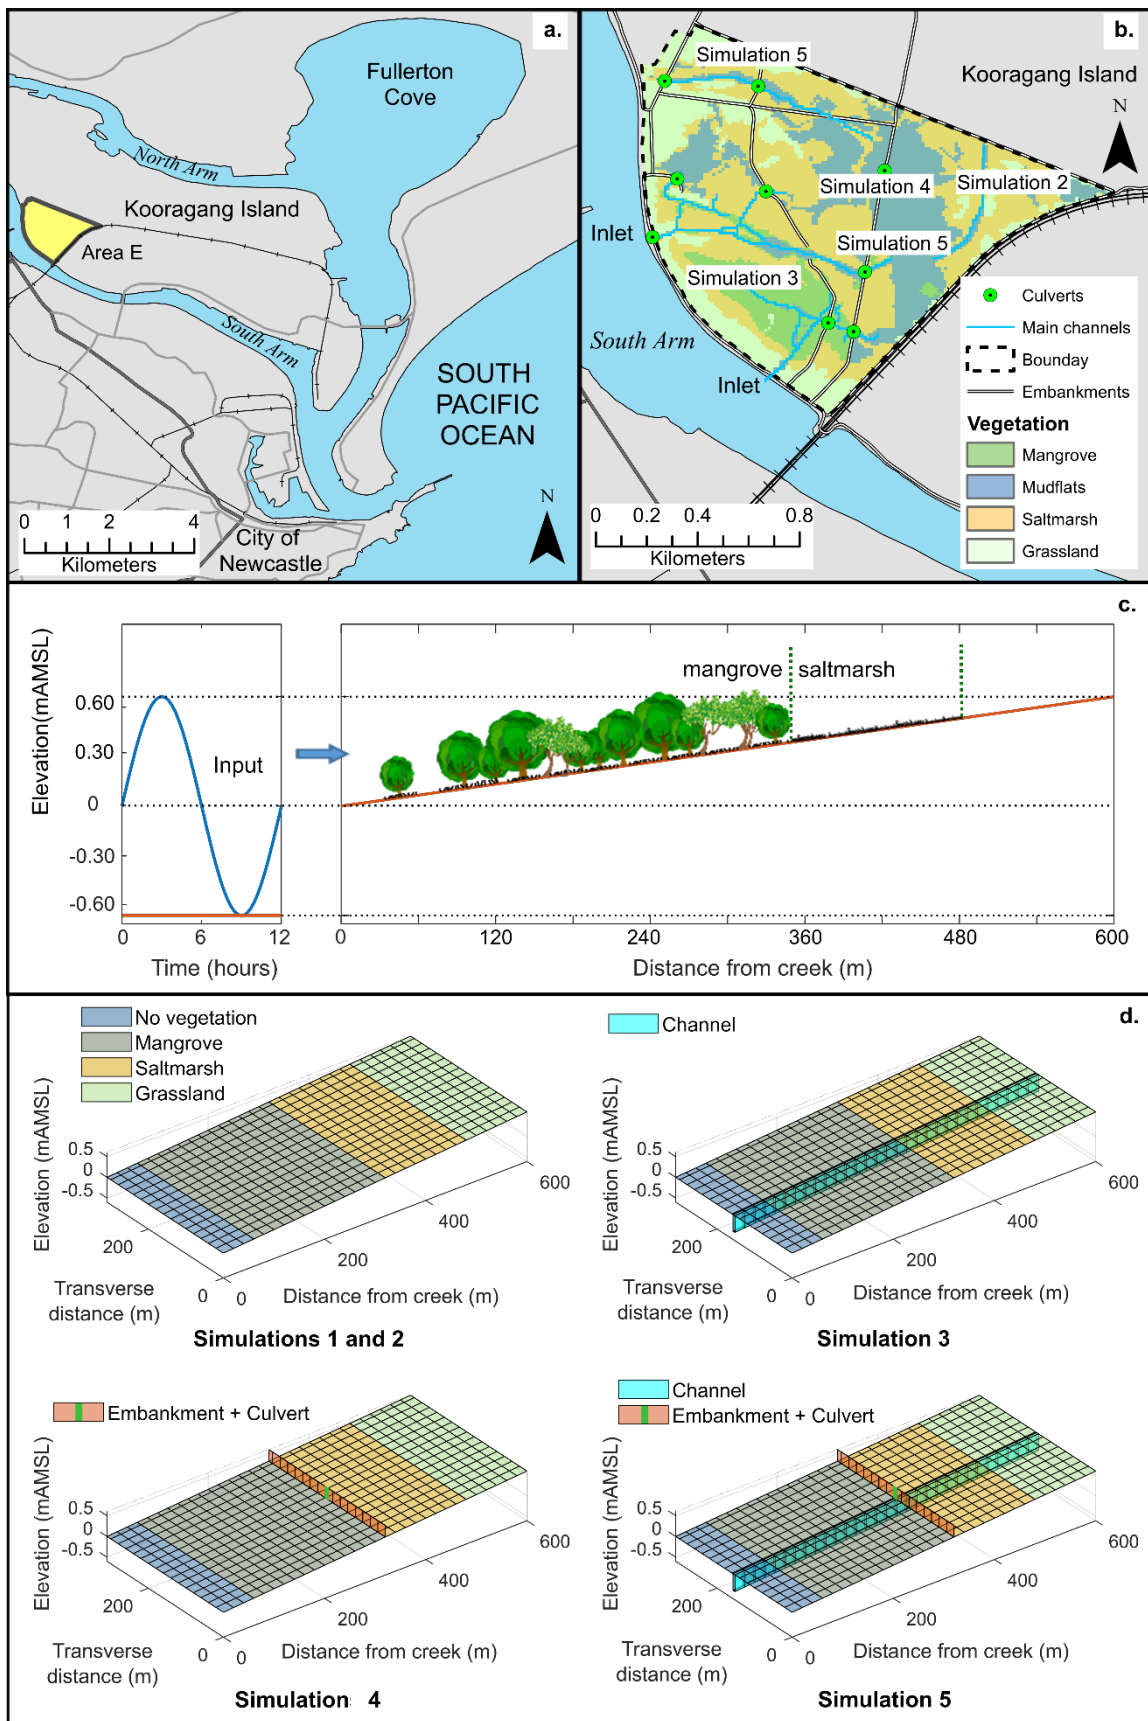 a.
Fullerton
Cove
North Arm
Kooragang Island
Area E
South Arm
SOUTH
PACIFIC
OCEAN
N
0 1 2 4
Kilometers
City of
Newcastle
b.
Simulation 5
Kooragang Island
N
Simulation 4
Simulation 2
Inlet
Simulation 5
Simulation 3
South Arm
Inlet
0 0.2 0.4 0.8
Kilometers
Culverts
Main channels
Bounday
Embankments
Vegetation
Mangrove
Mudflats
Saltmarsh
Grassland
c.
Elevation(mAMSL)
0.60
0.30
0
-0.30
-0.60
Input
0 6 12
Time (hours)
mangrove saltmarsh
0 120 240 360 480 600
Distance from creek (m)
d.
No vegetation
Mangrove
Saltmarsh
Grassland
Elevation (mAMSL)
0.5
0
-0.5
200
0
Transverse
distance (m)
0
200
400
600
Distance from creek (m)
Simulations 1 and 2
Channel
Elevation (mAMSL)
0.5
0
-0.5
200
0
Transverse
distance (m)
0
200
400
600
Distance from creek (m)
Simulation 3
Embankment + Culvert
Elevation (mAMSL)
0.5
0
-0.5
200
0
Transverse
distance (m)
0
200
400
600
Distance from creek (m)
Simulations 4
Channel
Embankment + Culvert
Elevation (mAMSL)
0.5
0
-0.5
200
0
Transverse
distance (m)
0
200
400
600
Distance from creek (m)
Simulation 5